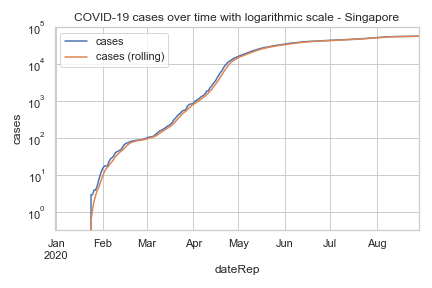 COVID-19 cases over time with logarithmic scale - Singapore
cases
cases (rolling)
10^5
10^4
10^3
10^2
10^1
10^0
cases
Jan Feb Mar Apr May Jun Jul Aug
2020
dateRep